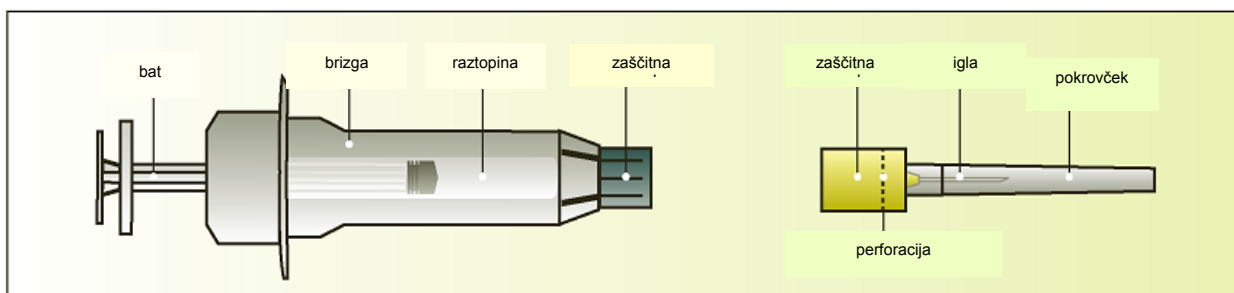 bat
brizga
raztopina
zaščitna
zaščitna
igla
pokrovček
perforacija